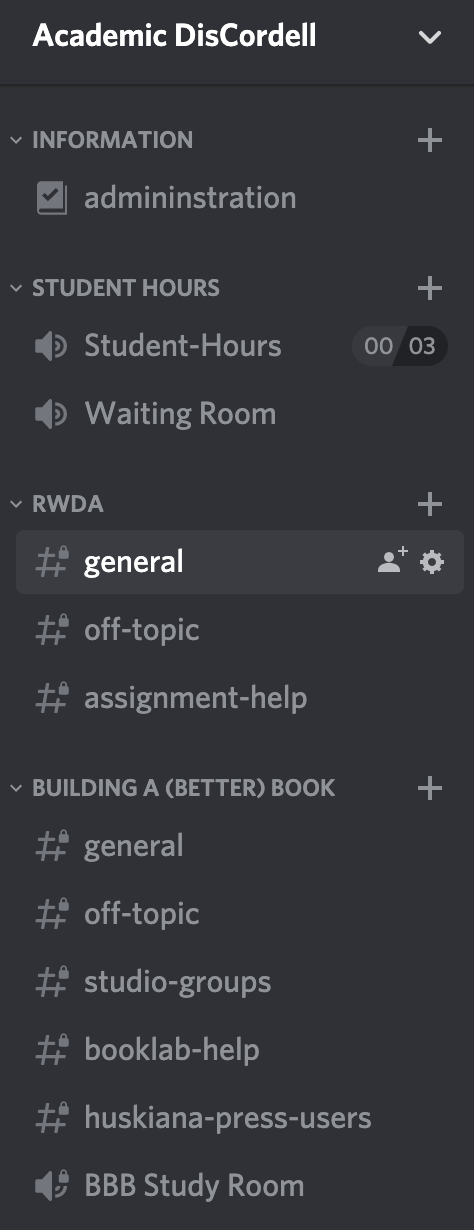 Academic DisCordell
INFORMATION
admininstration
STUDENT HOURS
Student-Hours 00 03
Waiting Room
RWDA
general
off-topic
assignment-help
BUILDING A (BETTER) BOOK
general
off-topic
studio-groups
booklab-help
huskiana-press-users
BBB Study Room